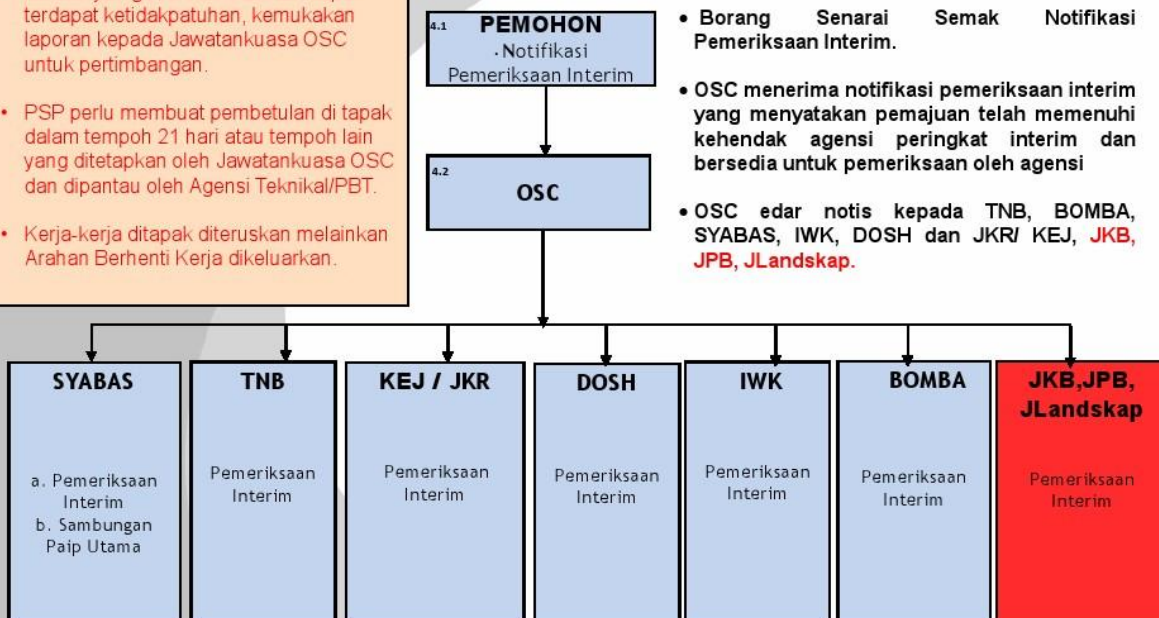 terdapat ketidakpatuhan, kemukakan
laporan kepada Jawatankuasa OSC
untuk pertimbangan.
• PSP perlu membuat pembetulan di tapak
dalam tempoh 21 hari atau tempoh lain
yang ditetapkan oleh Jawatankuasa OSC
dan dipantau oleh Agensi Teknikal/PBT.
• Kerja-kerja ditapak diteruskan melainkan
Arahan Berhenti Kerja dikeluarkan.
4.1 PEMOHON
·Notifikasi
Pemeriksaan Interim
4.2
OSC
• Borang Senarai Semak Notifikasi
Pemeriksaan Interim.
• OSC menerima notifikasi pemeriksaan interim
yang menyatakan pemajuan telah memenuhi
kehendak agensi peringkat interim dan
bersedia untuk pemeriksaan oleh agensi
• OSC edar notis kepada TNB, BOMBA,
SYABAS, IWK, DOSH dan JKR/ KEJ, JKB,
JPB, JLandskap.
SYABAS
a. Pemeriksaan
Interim
b. Sambungan
Paip Utama
TNB
Pemeriksaan
Interim
KEJ / JKR
Pemeriksaan
Interim
DOSH
Pemeriksaan
Interim
IWK
Pemeriksaan
Interim
BOMBA
Pemeriksaan
Interim
JKB,JPB,
JLandskap
Pemeriksaan
Interim